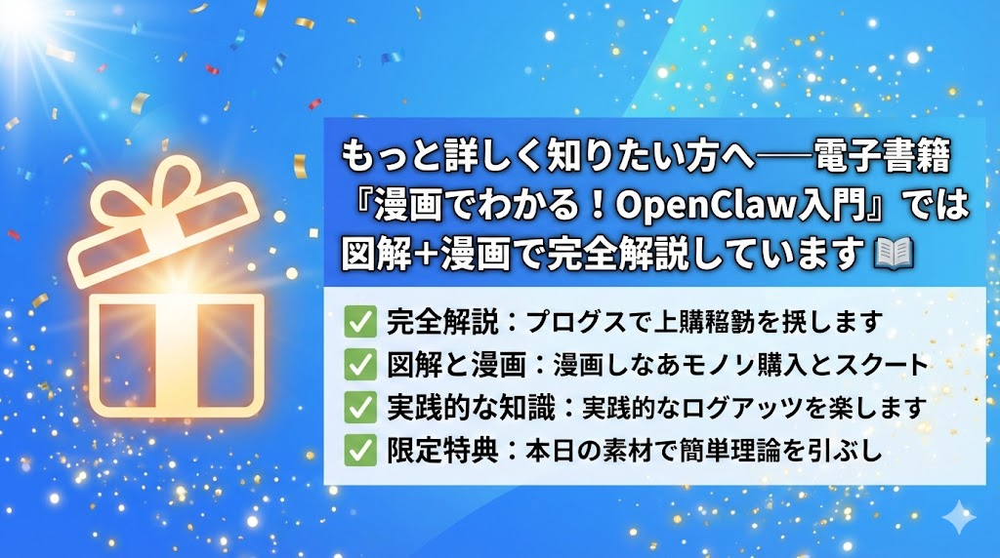 もっと詳しく知りたい方へ——電子書籍
『漫画でわかる！OpenClaw入門』では
図解+漫画で完全解説しています📖
✅ 完全解説：プログスで上購稽勤を挟します
✅ 図解と漫画：漫画しなあモノソ購入とスクート
✅ 実践的な知識：実践的なログアッツを楽します
✅ 限定特典：本日の素材で簡単理論を引ぶし